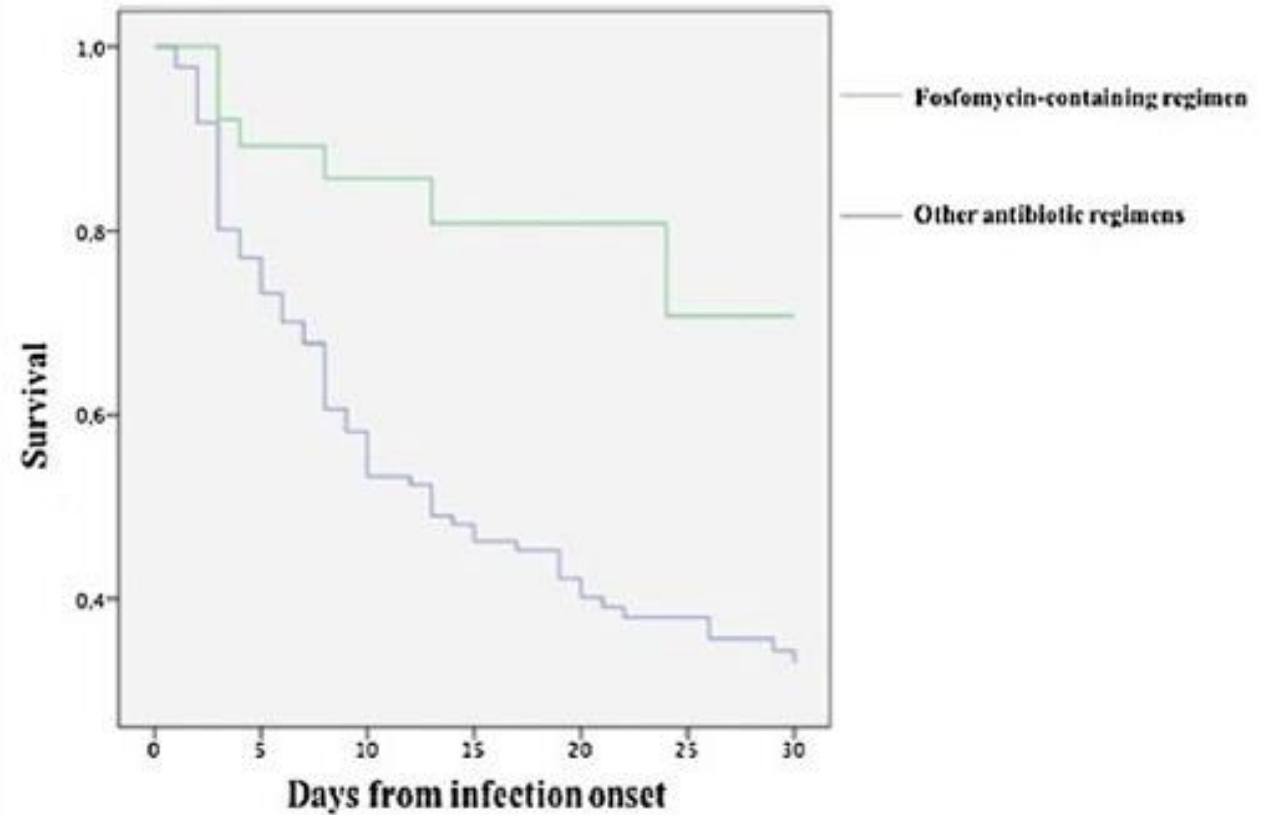 1,0
0,8
0,6
0,4
Survival
0 5 10 15 20 25 30
Days from infection onset
Fosfomycin-containing regimen
Other antibiotic regimens